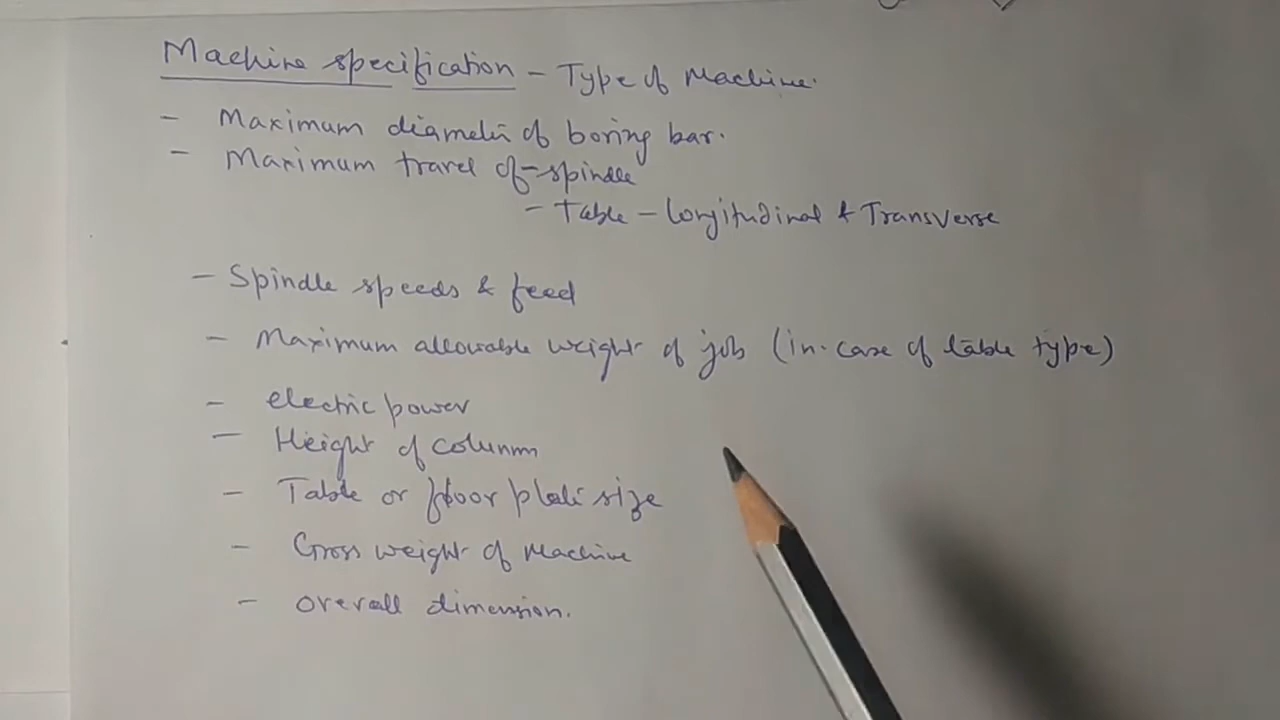 Machine specification - Type of Machine.
- Maximum diameter of boring bar.
- Maximum travel of - spindle
- Table - Longitudinal & Transverse
- Spindle speeds & feed
- Maximum allowable weight of job (in.case of table type)
- electric power
- Height of column
- Table or floor plate size
- Gross weight of Machine
- overall dimension.